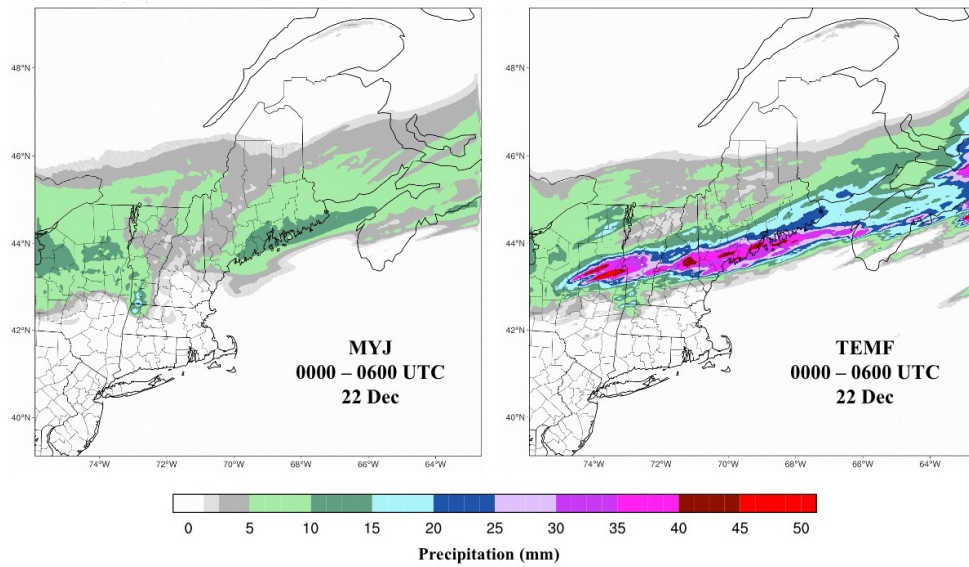 48°N
46°N
44°N
42°N
40°N
74°W 72°W 70°W 68°W 66°W 64°W
MYJ
0000 – 0600 UTC
22 Dec
48°N
46°N
44°N
42°N
40°N
74°W 72°W 70°W 68°W 66°W 64°W
TEMF
0000 – 0600 UTC
22 Dec
0 5 10 15 20 25 30 35 40 45 50
Precipitation (mm)